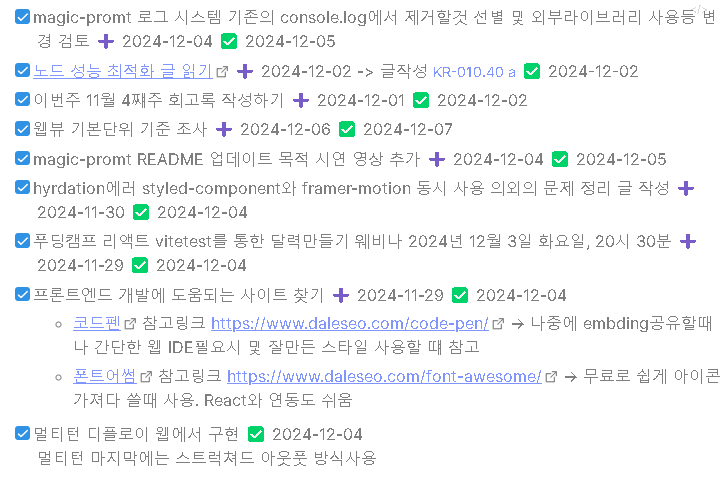 magic-promt 로그 시스템 기존의 console.log에서 제거할것 선별 및 외부라이브러리 사용등 변
경 검토 ➕ 2024-12-04 ✅ 2024-12-05
노드 성능 최적화 글 읽기 ➕ 2024-12-02 -> 글작성 KR-010.40 a ✅ 2024-12-02
이번주 11월 4째주 회고록 작성하기 ➕ 2024-12-01 ✅ 2024-12-02
웹뷰 기본단위 기준 조사 ➕ 2024-12-06 ✅ 2024-12-07
magic-promt README 업데이트 목적 시연 영상 추가 ➕ 2024-12-04 ✅ 2024-12-05
hyrdation에러 styled-component와 framer-motion 동시 사용 의외의 문제 정리 글 작성 ➕
2024-11-30 ✅ 2024-12-04
푸딩캠프 리액트 vitetest를 통한 달력만들기 웨비나 2024년 12월 3일 화요일, 20시 30분 ➕
2024-11-29 ✅ 2024-12-04
프론트엔드 개발에 도움되는 사이트 찾기 ➕ 2024-11-29 ✅ 2024-12-04
코드펜 참고링크 https://www.daleseo.com/code-pen/ → 나중에 embding공유할때
나 간단한 웹 IDE필요시 및 잘만든 스타일 사용할 떄 참고
폰트어썸 참고링크 https://www.daleseo.com/font-awesome/ → 무료로 쉽게 아이콘
가져다 쓸때 사용. React와 연동도 쉬움
멀티턴 디플로이 웹에서 구현 ✅ 2024-12-04
멀티턴 마지막에는 스트럭쳐드 아웃풋 방식사용